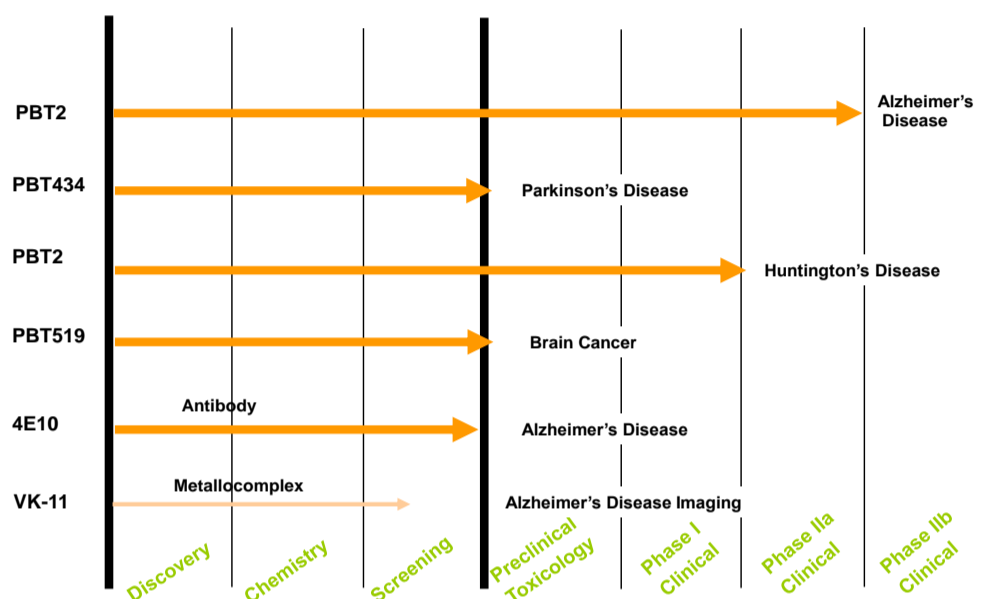 PBT2
Alzheimer's
Disease
PBT434
Parkinson's Disease
PBT2
Huntington's Disease
PBT519
Brain Cancer
Antibody
4E10
Alzheimer's Disease
Metallocomplex
VK-11
Alzheimer's Disease Imaging
Discovery
Chemistry
Screening
Preclinical
Toxicology
Phase I
Clinical
Phase IIa
Clinical
Phase IIb
Clinical